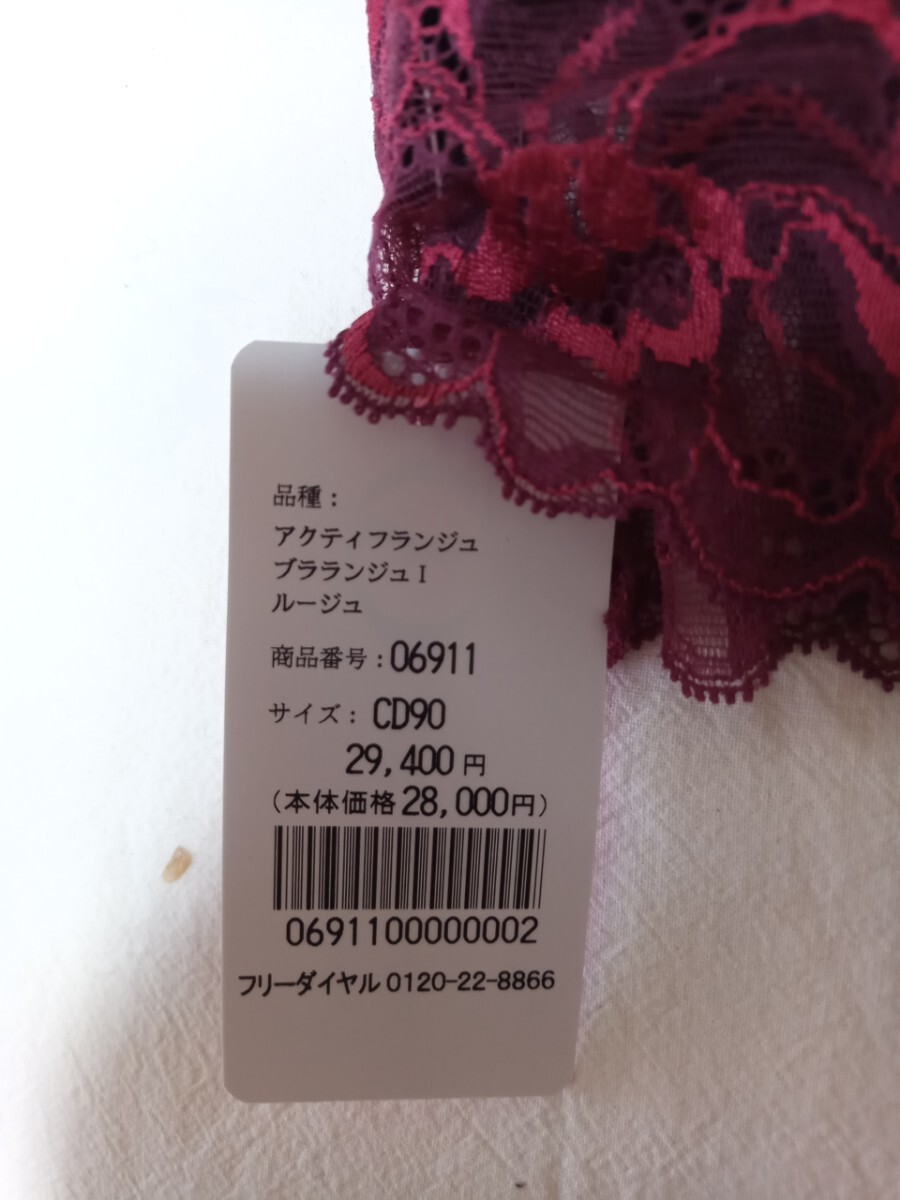 品種：
アクティフランジュ
ブラランジュⅠ
ルージュ
商品番号：06911
サイズ：CD90
29,400円
（本体価格28,000円）
0691100000002
フリーダイヤル 0120-22-8866